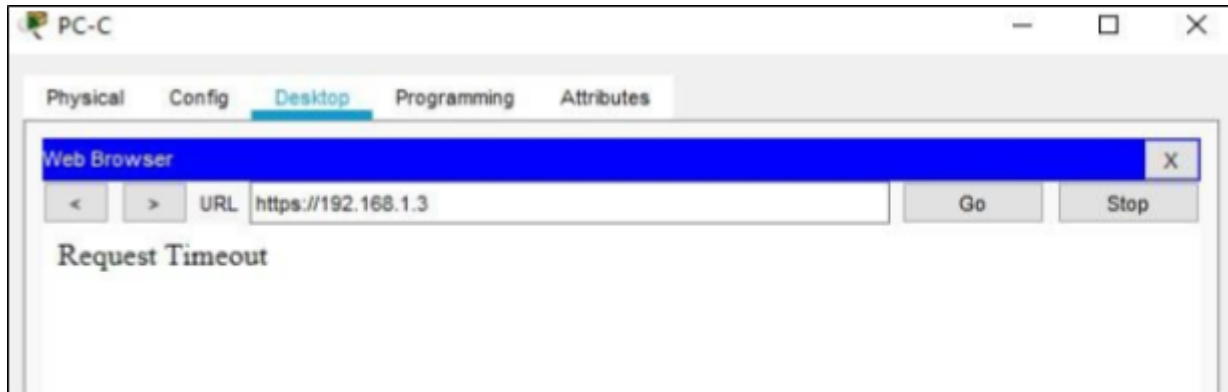 PC-C
Physical Config Desktop Programming Attributes
Web Browser X
< > URL https://192.168.1.3 Go Stop
Request Timeout